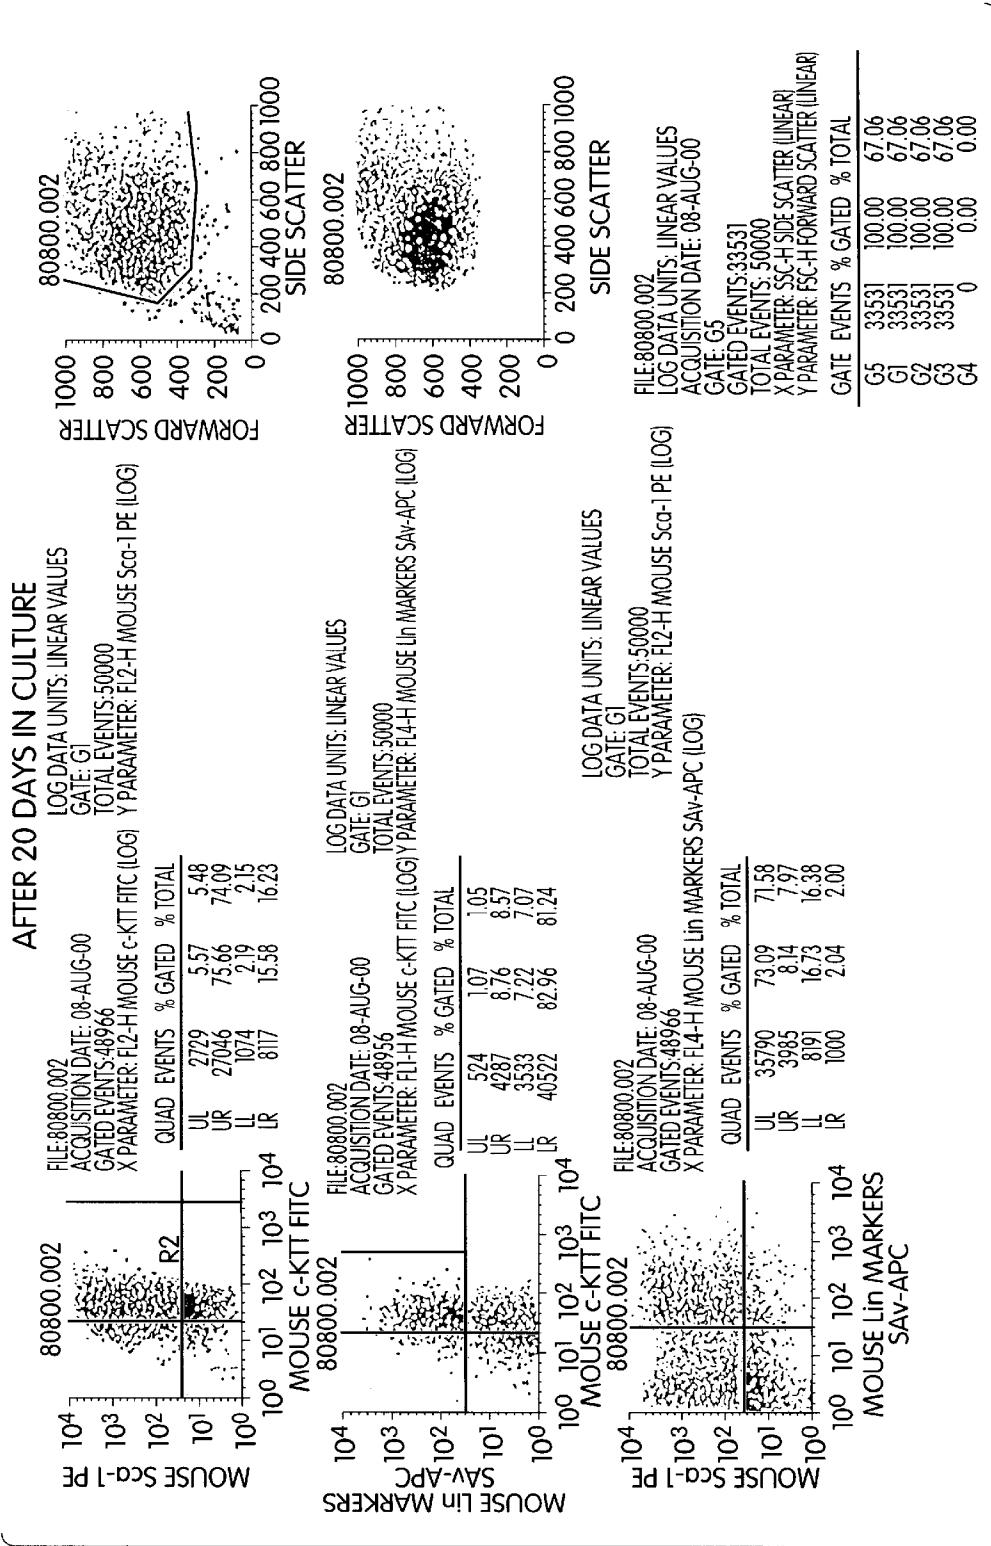 AFTER 20 DAYS IN CULTURE
80800.002
10⁴
10³
10²
10¹
10⁰
MOUSE Sca-1 PE
R2
10⁰ 10¹ 10² 10³ 10⁴
MOUSE c-KTT FITC
FILE:80800.002
ACQUISITION DATE: 08-AUG-00
GATED EVENTS:48966
X PARAMETER: FL2-H MOUSE c-KTT FITC (LOG)
LOG DATA UNITS: LINEAR VALUES
GATE: G1
TOTAL EVENTS:50000
Y PARAMETER: FL2-H MOUSE Sca-1 PE (LOG)
QUAD EVENTS % GATED % TOTAL
UL 2729 5.57 5.48
UR 27046 75.66 74.09
LL 1074 2.19 2.15
LR 8117 15.58 16.23
80800.002
1000
800
600
400
200
0
FORWARD SCATTER
0 200 400 600 800 1000
SIDE SCATTER
80800.002
10⁴
10³
10²
10¹
10⁰
MOUSE Lin MARKERS
SAv-APC
10⁰ 10¹ 10² 10³ 10⁴
MOUSE c-KTT FITC
FILE:80800.002
ACQUISITION DATE: 08-AUG-00
GATED EVENTS:48956
X PARAMETER: FL1-H MOUSE c-KTT FITC (LOG)
LOG DATA UNITS: LINEAR VALUES
GATE: G1
TOTAL EVENTS:50000
Y PARAMETER: FL4-H MOUSE Lin MARKERS SAv-APC (LOG)
QUAD EVENTS % GATED % TOTAL
UL 524 1.07 1.05
UR 4287 8.76 8.57
LL 3533 7.22 7.07
LR 40522 82.96 81.24
80800.002
1000
800
600
400
200
0
FORWARD SCATTER
0 200 400 600 800 1000
SIDE SCATTER
80800.002
10⁴
10³
10²
10¹
10⁰
MOUSE Sca-1 PE
10⁰ 10¹ 10² 10³ 10⁴
MOUSE Lin MARKERS
SAv-APC
FILE:80800.002
ACQUISITION DATE: 08-AUG-00
GATED EVENTS:48966
X PARAMETER: FL4-H MOUSE Lin MARKERS SAv-APC (LOG)
LOG DATA UNITS: LINEAR VALUES
GATE: G1
TOTAL EVENTS:50000
Y PARAMETER: FL2-H MOUSE Sca-1 PE (LOG)
QUAD EVENTS % GATED % TOTAL
UL 35790 73.09 71.58
UR 3985 8.14 7.97
LL 8191 16.73 16.38
LR 1000 2.04 2.00
FILE:80800.002
LOG DATA UNITS: LINEAR VALUES
ACQUISITION DATE: 08-AUG-00
GATE: G5
GATED EVENTS:33531
TOTAL EVENTS: 50000
X PARAMETER: SSC-H SIDE SCATTER (LINEAR)
Y PARAMETER: FSC-H FORWARD SCATTER (LINEAR)
GATE EVENTS % GATED % TOTAL
G5 33531 100.00 67.06
G1 33531 100.00 67.06
G2 33531 100.00 67.06
G3 33531 100.00 67.06
G4 0 0.00 0.00